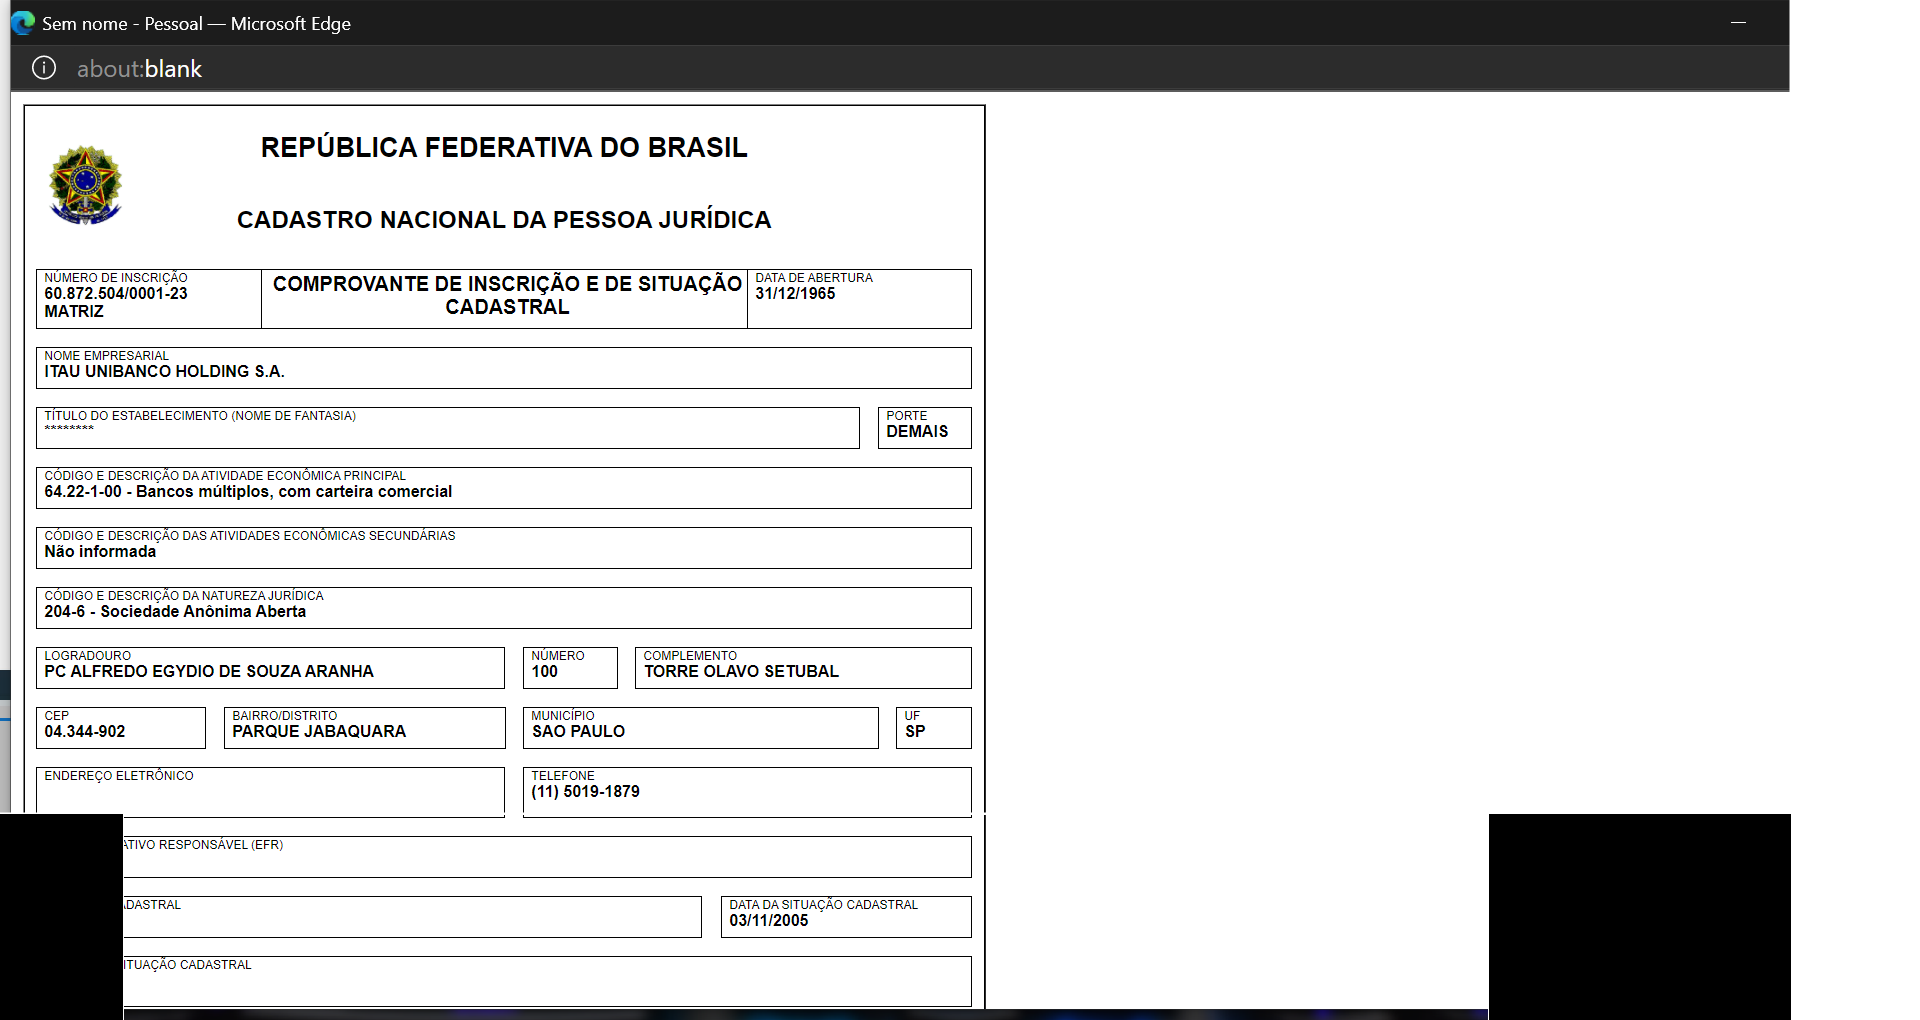 Sem nome - Pessoal — Microsoft Edge
about:blank
REPÚBLICA FEDERATIVA DO BRASIL
CADASTRO NACIONAL DA PESSOA JURÍDICA
NÚMERO DE INSCRIÇÃO
60.872.504/0001-23
MATRIZ
COMPROVANTE DE INSCRIÇÃO E DE SITUAÇÃO
CADASTRAL
DATA DE ABERTURA
31/12/1965
NOME EMPRESARIAL
ITAU UNIBANCO HOLDING S.A.
TÍTULO DO ESTABELECIMENTO (NOME DE FANTASIA)
********
PORTE
DEMAIS
CÓDIGO E DESCRIÇÃO DA ATIVIDADE ECONÔMICA PRINCIPAL
64.22-1-00 - Bancos múltiplos, com carteira comercial
CÓDIGO E DESCRIÇÃO DAS ATIVIDADES ECONÔMICAS SECUNDÁRIAS
Não informada
CÓDIGO E DESCRIÇÃO DA NATUREZA JURÍDICA
204-6 - Sociedade Anônima Aberta
LOGRADOURO
PC ALFREDO EGYDIO DE SOUZA ARANHA
NÚMERO
100
COMPLEMENTO
TORRE OLAVO SETUBAL
CEP
04.344-902
BAIRRO/DISTRITO
PARQUE JABAQUARA
MUNICÍPIO
SAO PAULO
UF
SP
ENDEREÇO ELETRÔNICO
TELEFONE
(11) 5019-1879
ATIVO RESPONSÁVEL (EFR)
ADASTRAL
DATA DA SITUAÇÃO CADASTRAL
03/11/2005
ITUAÇÃO CADASTRAL